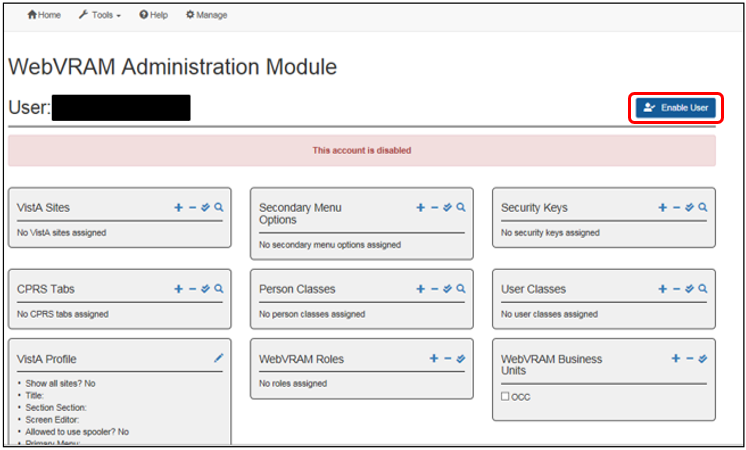 Home Tools Help Manage
WebVRAM Administration Module
User:
Enable User
This account is disabled
VistA Sites
No VistA sites assigned
Secondary Menu
Options
No secondary menu options assigned
Security Keys
No security keys assigned
CPRS Tabs
No CPRS tabs assigned
Person Classes
No person classes assigned
User Classes
No user classes assigned
VistA Profile
• Show all sites? No
• Title:
• Section Section:
• Screen Editor:
• Allowed to use spooler? No
• Primary Menu:
WebVRAM Roles
No roles assigned
WebVRAM Business
Units
OCC